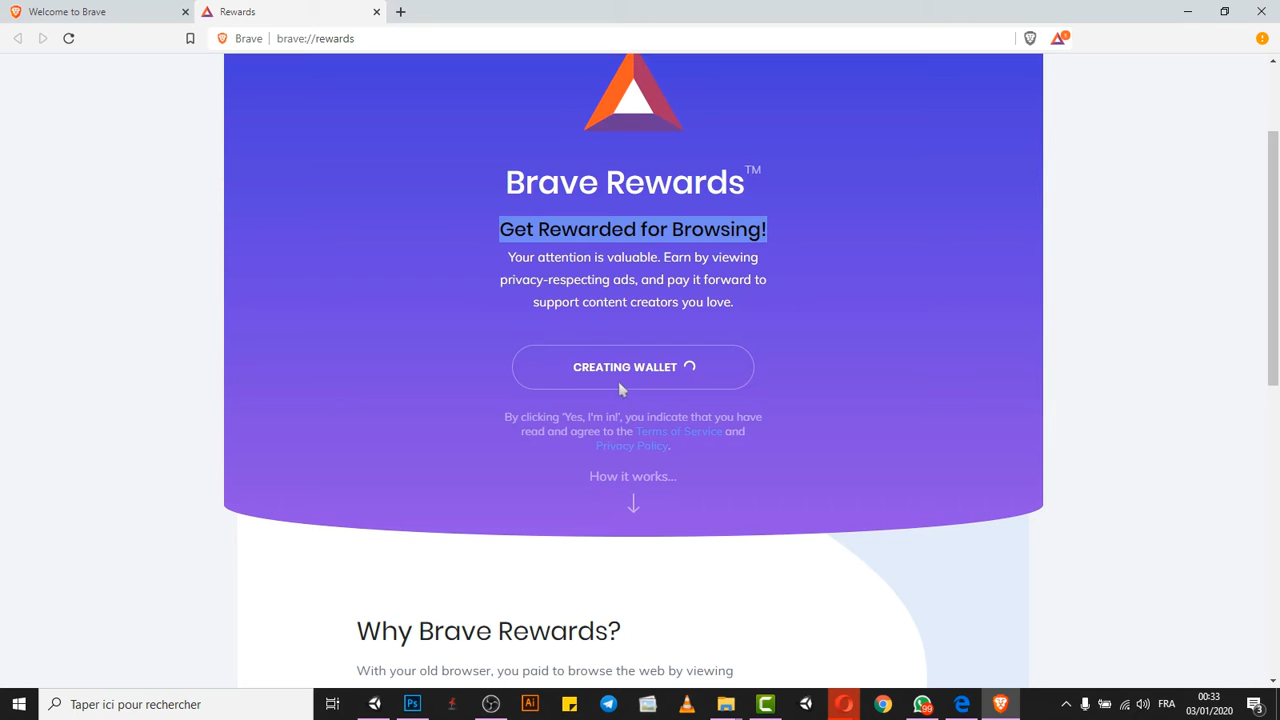 Welcome to Brave
Rewards
Brave
brave://rewards
Brave Rewards™
Get Rewarded for Browsing!
Your attention is valuable. Earn by viewing
privacy-respecting ads, and pay it forward to
support content creators you love.
CREATING WALLET
By clicking 'Yes, I'm in!', you indicate that you have
read and agree to the Terms of Service and
Privacy Policy.
How it works...
Why Brave Rewards?
With your old browser, you paid to browse the web by viewing
Taper ici pour rechercher
Ps
Ai
99
FRA
00:33
03/01/2020
3